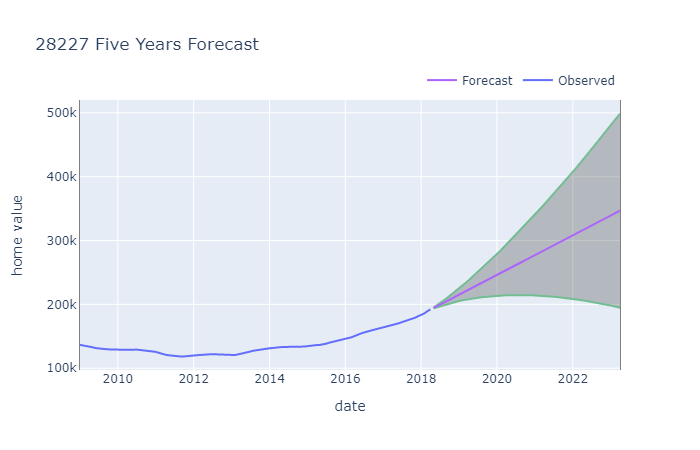 28227 Five Years Forecast
Forecast Observed
500k
400k
300k
200k
100k
home value
2010 2012 2014 2016 2018 2020 2022
date